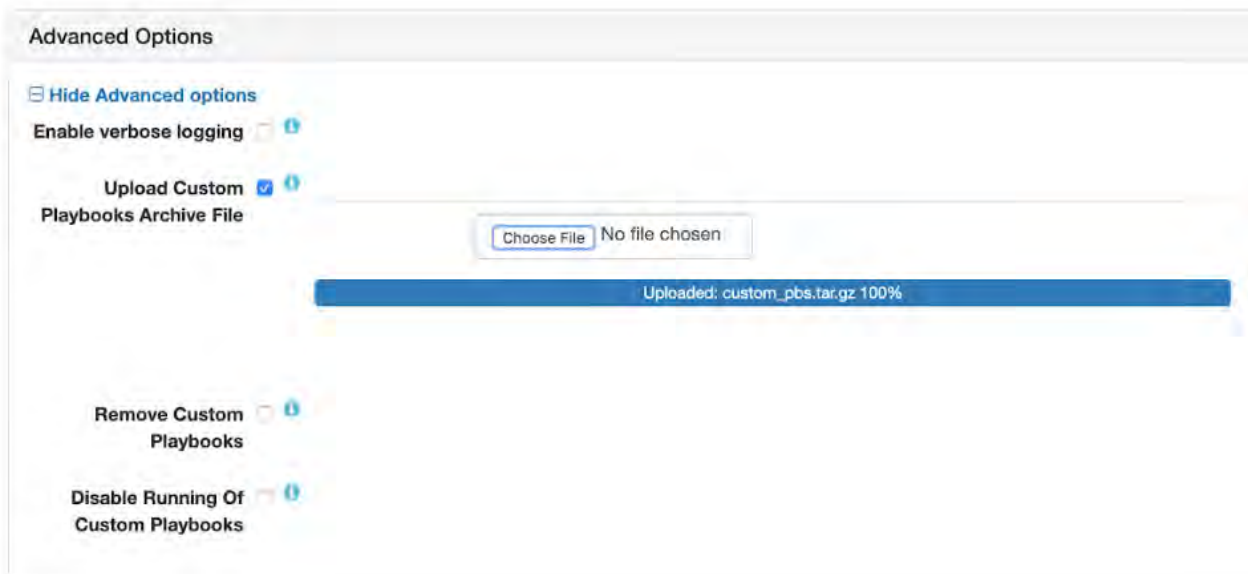 Advanced Options
Hide Advanced options
Enable verbose logging
Upload Custom
Playbooks Archive File
Choose File No file chosen
Uploaded: custom_pbs.tar.gz 100%
Remove Custom
Playbooks
Disable Running Of
Custom Playbooks